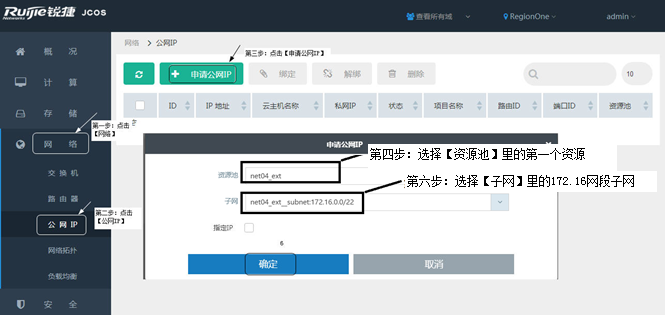 Ruijie锐捷 JCOS
Networks
查看所有域
RegionOne
admin
网络 > 公网IP
第三步：点击【申请公网IP】
申请公网IP
绑定
解绑
删除
10
ID
IP 地址
云主机名称
私网IP
状态
项目名称
路由ID
端口ID
资源池
概 况
计 算
存 储
第一步：点击
【网络】
网 络
交 换 机
路 由 器
第二步：点击
【公网IP】
公 网 IP
网络拓扑
负载均衡
安 全
申请公网IP
资源池
net04_ext
第四步：选择【资源池】里的第一个资源
第六步：选择【子网】里的172.16网段子网
子网
net04_ext__subnet:172.16.0.0/22
指定IP
6
确定
取消